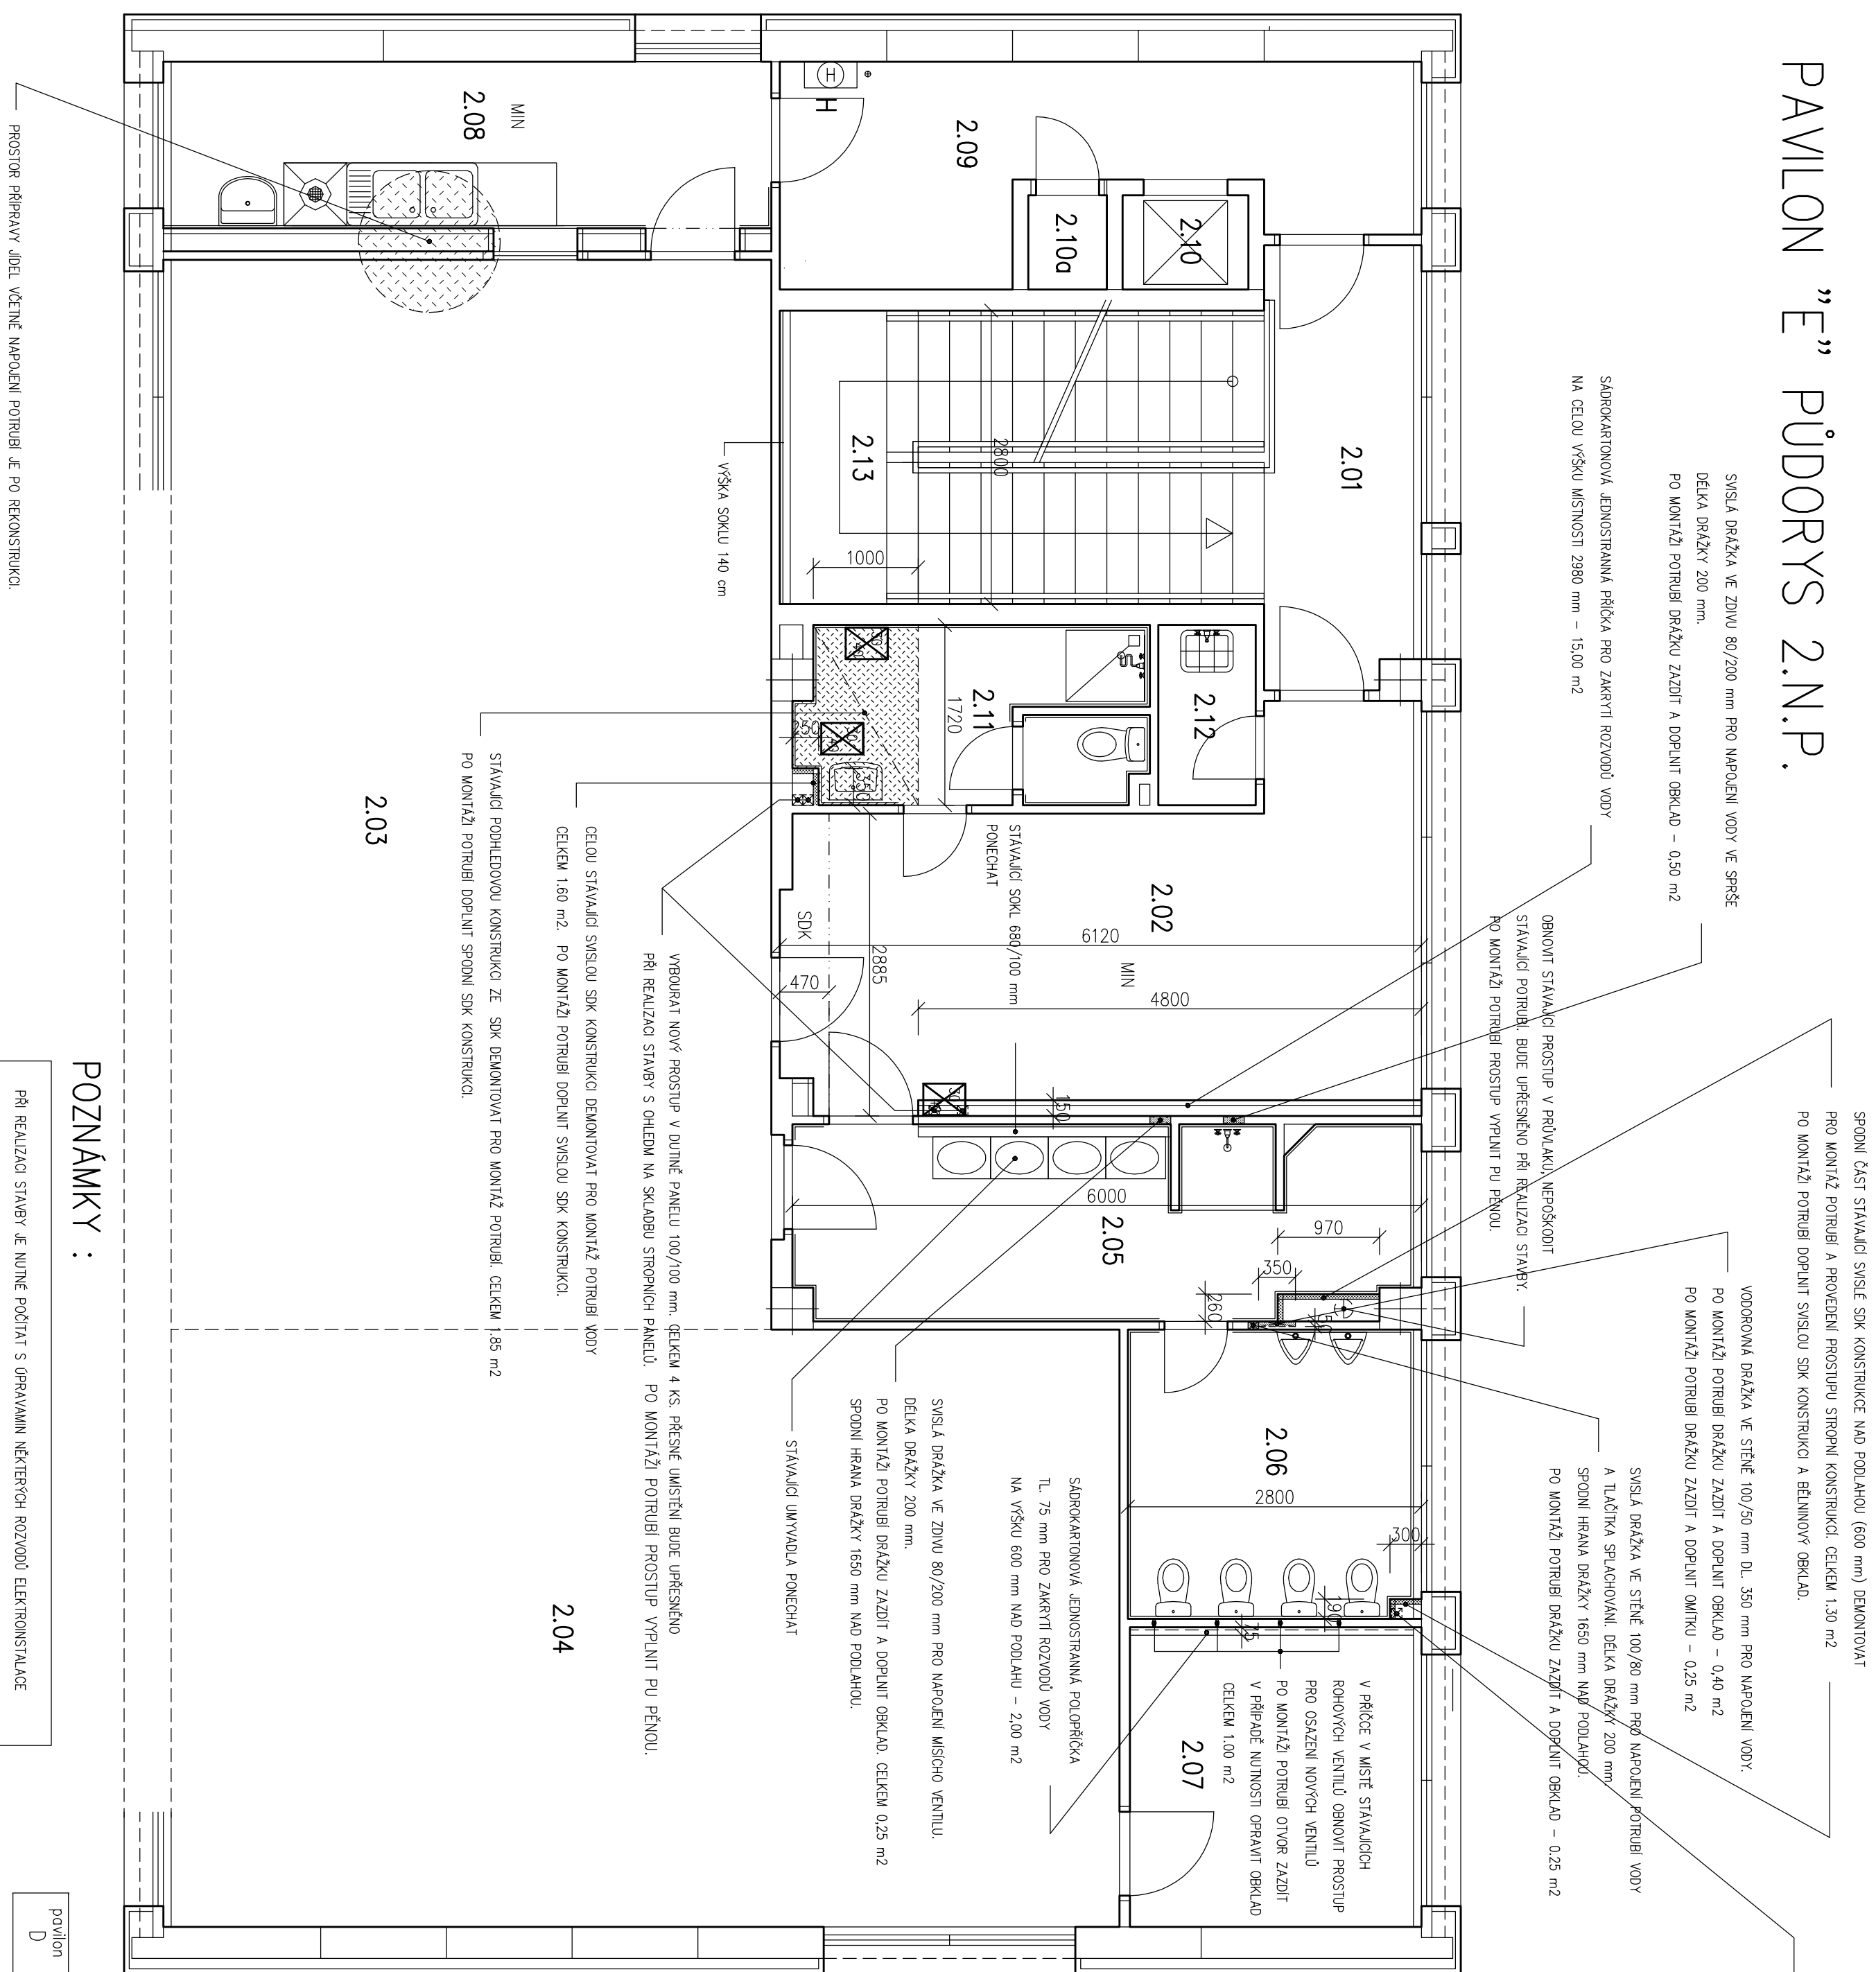 PAVILON "E" PŮDORYS 2.N.P.
SPODNÍ ČÁST STÁVAJÍCÍ SVISLÉ SDK KONSTRUKCE NAD PODLAHOU (600 mm) DEMONTOVAT
PRO MONTÁŽ POTRUBÍ A PROVEDENÍ PROSTUPU STROPNÍ KONSTRUKCÍ. CELKEM 1.30 m2
PO MONTÁŽI POTRUBÍ DOPLNIT SVISLOU SDK KONSTRUKCI A BĚLNINOVÝ OBKLAD.
VODOROVNÁ DRÁŽKA VE STĚNĚ 100/50 mm DL. 350 mm PRO NAPOJENÍ VODY.
PO MONTÁŽI POTRUBÍ DRÁŽKU ZAZDÍT A DOPLNIT OBKLAD – 0,40 m2
PO MONTÁŽI POTRUBÍ DRÁŽKU ZAZDÍT A DOPLNIT OMÍTKU – 0,25 m2
SVISLÁ DRÁŽKA VE STĚNĚ 100/80 mm PRO NAPOJENÍ POTRUBÍ VODY
A TLAČÍTKA SPLACHOVÁNÍ. DÉLKA DRÁŽKY 200 mm.
SPODNÍ HRANA DRÁŽKY 1650 mm NAD PODLAHOU.
PO MONTÁŽI POTRUBÍ DRÁŽKU ZAZDÍT A DOPLNIT OBKLAD – 0.25 m2
SVISLÁ DRÁŽKA VE ZDIVU 80/200 mm PRO NAPOJENÍ VODY VE SPRŠE
DÉLKA DRÁŽKY 200 mm.
PO MONTÁŽI POTRUBÍ DRÁŽKU ZAZDÍT A DOPLNIT OBKLAD – 0,50 m2
SÁDROKARTONOVÁ JEDNOSTRANNÁ PŘÍČKA PRO ZAKRYTÍ ROZVODŮ VODY
NA CELOU VÝŠKU MÍSTNOSTI 2980 mm – 15,00 m2
OBNOVIT STÁVAJÍCÍ PROSTUP V PRŮVLAKU, NEPOŠKODIT
STÁVAJÍCÍ POTRUBÍ. BUDE UPŘESNĚNO PŘI REALIZACI STAVBY.
PO MONTÁŽI POTRUBÍ PROSTUP VYPLNIT PU PĚNOU.
2.01
2.09
2.10
2.10a
H
H
2.08
MIN
2.13
2800
1000
VÝŠKA SOKLU 140 cm
2.12
2.11
1720
250
350
2.02
MIN
6120
4800
2885
470
SDK
150
STÁVAJÍCÍ SOKL 680/100 mm
PONECHAT
2.05
6000
970
350
260
50
2.06
2800
300
190
75
2.07
V PŘÍČCE V MÍSTĚ STÁVAJÍCÍCH
ROHOVÝCH VENTILŮ OBNOVIT PROSTUP
PRO OSAZENÍ NOVÝCH VENTILŮ
PO MONTÁŽI POTRUBÍ OTVOR ZAZDÍT
V PŘÍPADĚ NUTNOSTI OPRAVIT OBKLAD
CELKEM 1.00 m2
SÁDROKARTONOVÁ JEDNOSTRANNÁ POLOPŘÍČKA
TL. 75 mm PRO ZAKRYTÍ ROZVODŮ VODY
NA VÝŠKU 600 mm NAD PODLAHU – 2,00 m2
SVISLÁ DRÁŽKA VE ZDIVU 80/200 mm PRO NAPOJENÍ MÍSÍCHO VENTILU.
DÉLKA DRÁŽKY 200 mm.
PO MONTÁŽI POTRUBÍ DRÁŽKU ZAZDÍT A DOPLNIT OBKLAD. CELKEM 0,25 m2
SPODNÍ HRANA DRÁŽKY 1650 mm NAD PODLAHOU.
STÁVAJÍCÍ UMYVADLA PONECHAT
VYBOURAT NOVÝ PROSTUP V DUTINĚ PANELU 100/100 mm. CELKEM 4 KS. PŘESNÉ UMÍSTĚNÍ BUDE UPŘESNĚNO
PŘI REALIZACI STAVBY S OHLEDM NA SKLADBU STROPNÍCH PANELŮ. PO MONTÁŽI POTRUBÍ PROSTUP VYPLNIT PU PĚNOU.
CELOU STÁVAJÍCÍ SVISLOU SDK KONSTRUKCI DEMONTOVAT PRO MONTÁŽ POTRUBÍ VODY
CELKEM 1.60 m2. PO MONTÁŽI POTRUBÍ DOPLNIT SVISLOU SDK KONSTRUKCI.
STÁVAJÍCÍ PODHLEDOVOU KONSTRUKCI ZE SDK DEMONTOVAT PRO MONTÁŽ POTRUBÍ. CELKEM 1.85 m2
PO MONTÁŽI POTRUBÍ DOPLNIT SPODNÍ SDK KONSTRUKCI.
2.03
2.04
PROSTOR PŘÍPRAVY JÍDEL VČETNĚ NAPOJENÍ POTRUBÍ JE PO REKONSTRUKCI.
POZNÁMKY :
PŘI REALIZACI STAVBY JE NUTNÉ POČÍTAT S ÚPRAVAMIN NĚKTERÝCH ROZVODŮ ELEKTROINSTALACE
pavilon
D